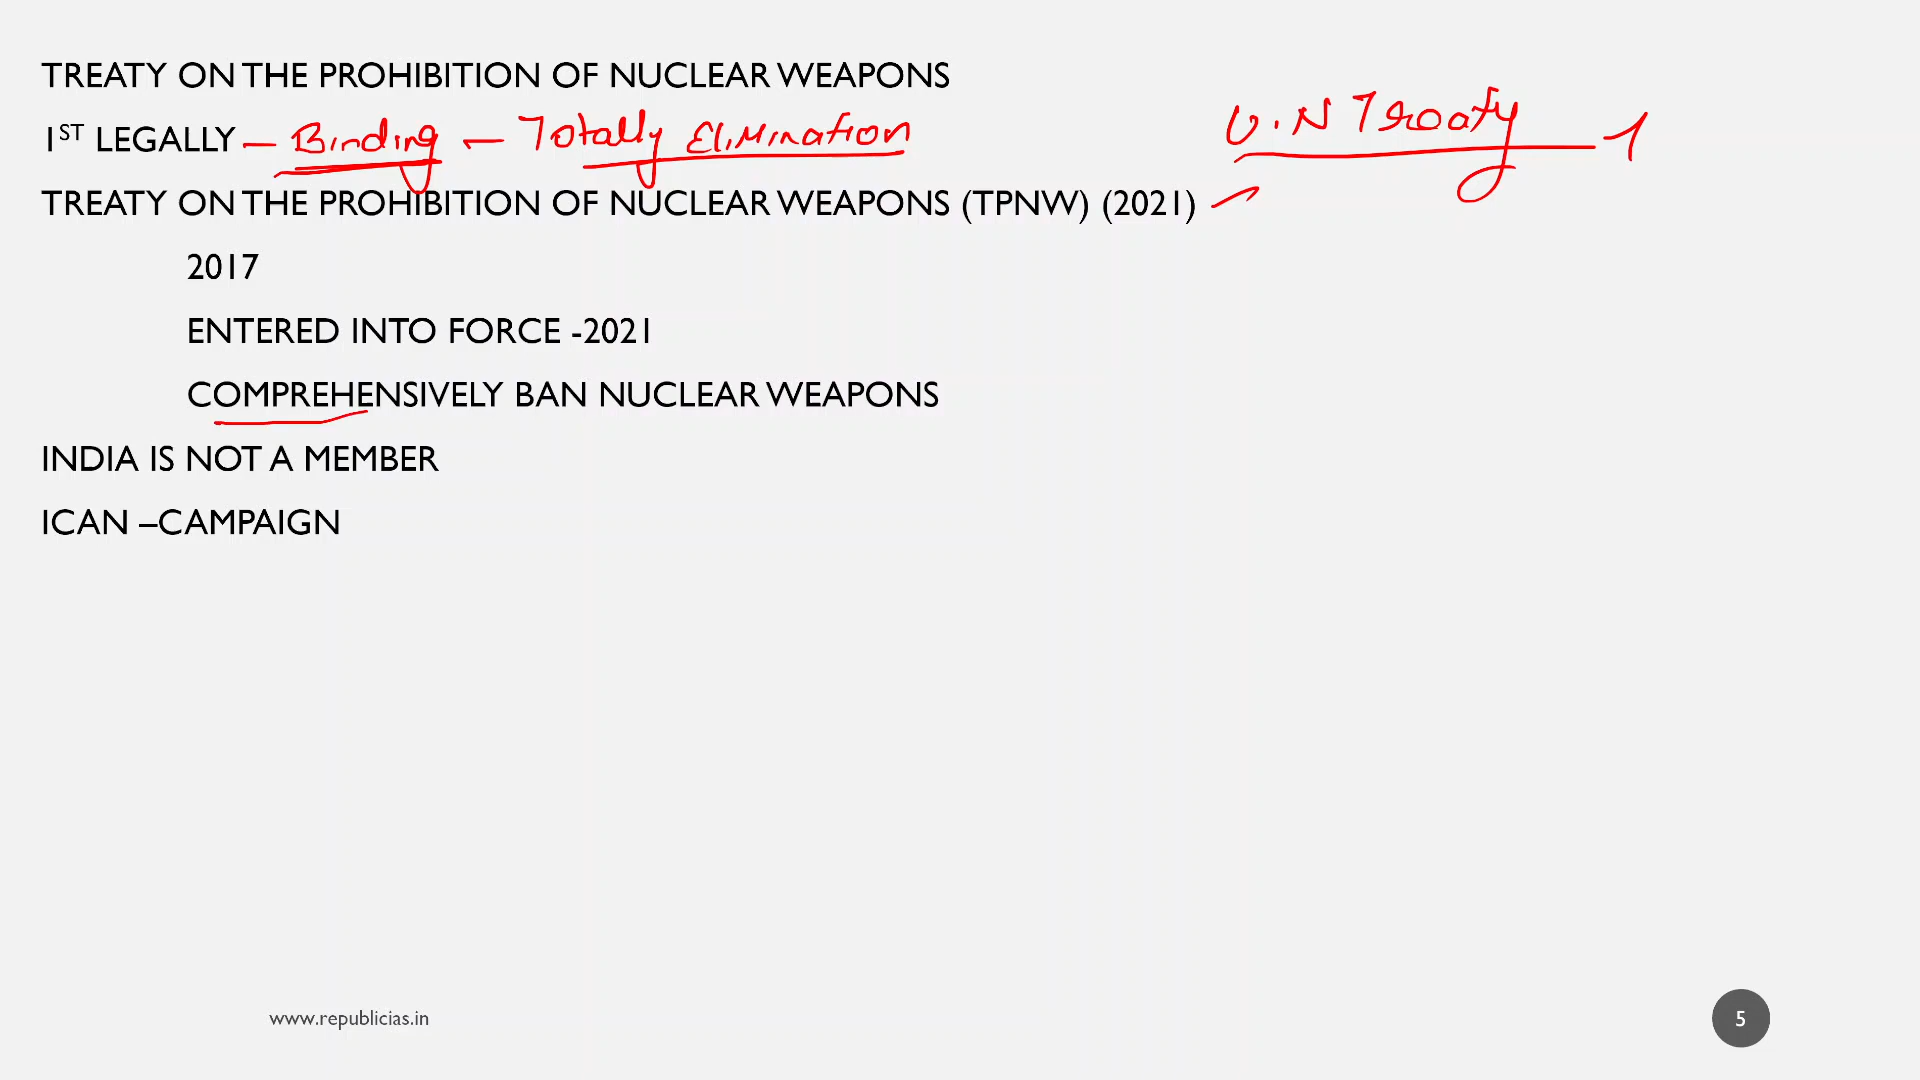 TREATY ON THE PROHIBITION OF NUCLEAR WEAPONS
1ST LEGALLY – Binding – Totally Elimination
U.N Treaty
TREATY ON THE PROHIBITION OF NUCLEAR WEAPONS (TPNW) (2021)
2017
ENTERED INTO FORCE -2021
COMPREHENSIVELY BAN NUCLEAR WEAPONS
INDIA IS NOT A MEMBER
ICAN –CAMPAIGN
www.republicias.in
5